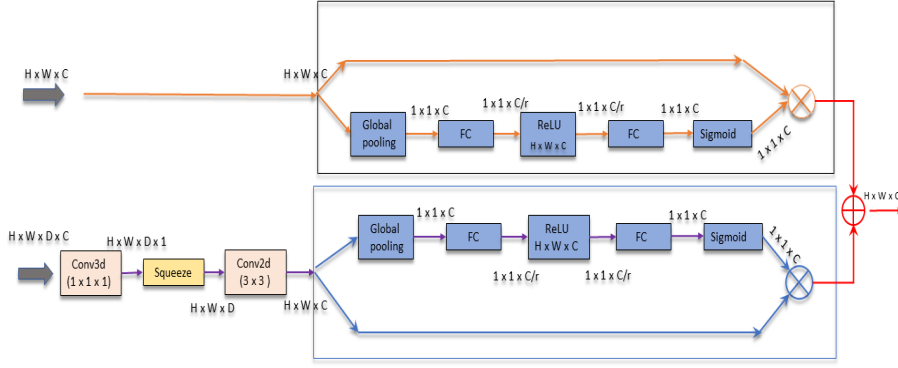 H x W x C
H x W x C
Global
pooling
1 x 1 x C
FC
1 x 1 x C/r
ReLU
H x W x C
1 x 1 x C/r
FC
1 x 1 x C
Sigmoid
1 x 1 x C
H x W x C
H x W x D x C
Conv3d
(1 x 1 x 1)
H x W x D x 1
Squeeze
H x W x D
Conv2d
(3 x 3)
H x W x C
Global
pooling
1 x 1 x C
FC
1 x 1 x C/r
ReLU
H x W x C
1 x 1 x C/r
FC
1 x 1 x C
Sigmoid
1 x 1 x C